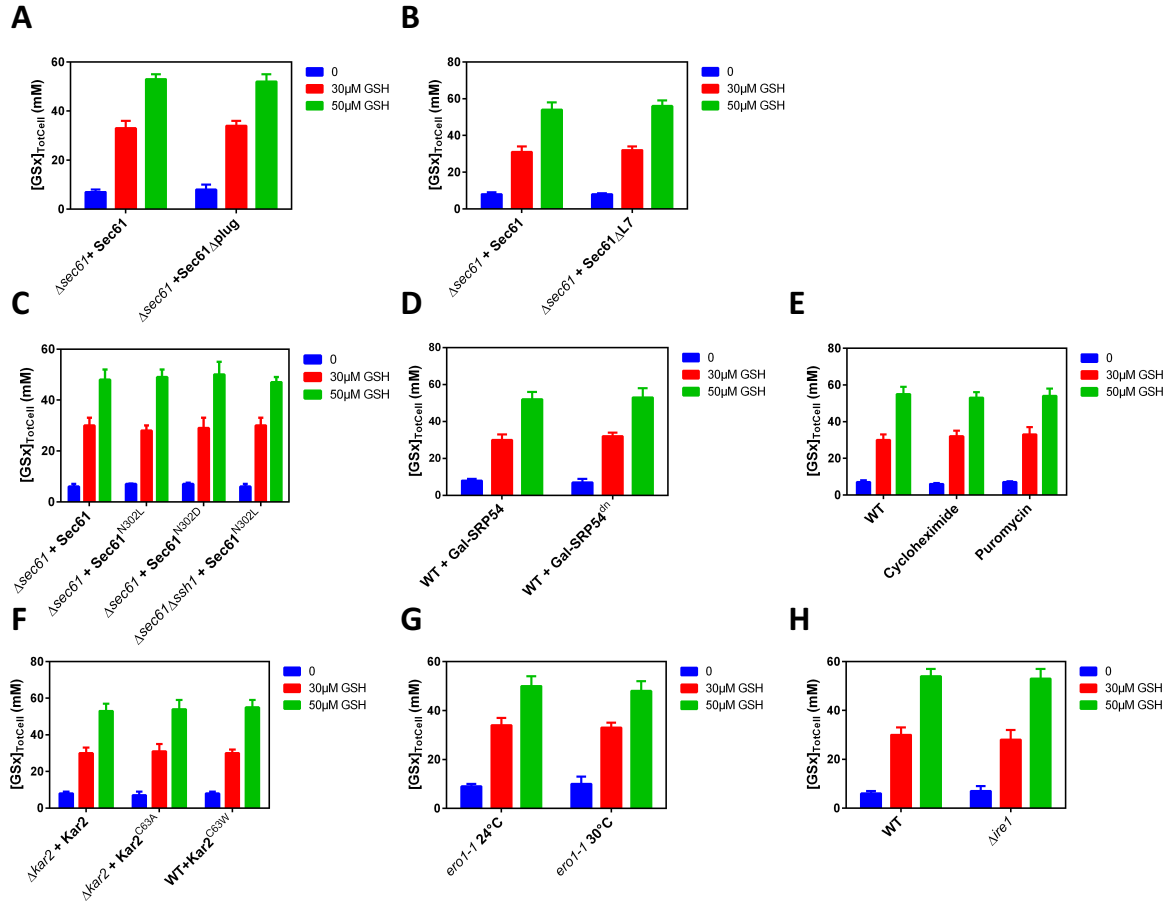 A
[GSx]TotCell (mM)
60
40
20
0
Δsec61+ Sec61
Δsec61 +Sec61Δplug
0
30μM GSH
50μM GSH
B
[GSx]TotCell (mM)
80
60
40
20
0
Δsec61 + Sec61
Δsec61 + Sec61ΔL7
0
30μM GSH
50μM GSH
C
[GSx]TotCell (mM)
60
40
20
0
Δsec61 + Sec61
Δsec61 + Sec61N302L
Δsec61 + Sec61N302D
Δsec61Δssh1 + Sec61N302L
0
30μM GSH
50μM GSH
D
[GSx]TotCell (mM)
80
60
40
20
0
WT + Gal-SRP54
WT + Gal-SRP54dn
0
30μM GSH
50μM GSH
E
[GSx]TotCell (mM)
80
60
40
20
0
WT
Cycloheximide
Puromycin
0
30μM GSH
50μM GSH
F
[GSx]TotCell (mM)
80
60
40
20
0
Δkar2 + Kar2
Δkar2 + Kar2C63A
WT+Kar2C63W
0
30μM GSH
50μM GSH
G
[GSx]TotCell (mM)
60
40
20
0
ero1-1 24°C
ero1-1 30°C
0
30μM GSH
50μM GSH
H
[GSx]TotCell (mM)
60
40
20
0
WT
Δire1
0
30μM GSH
50μM GSH